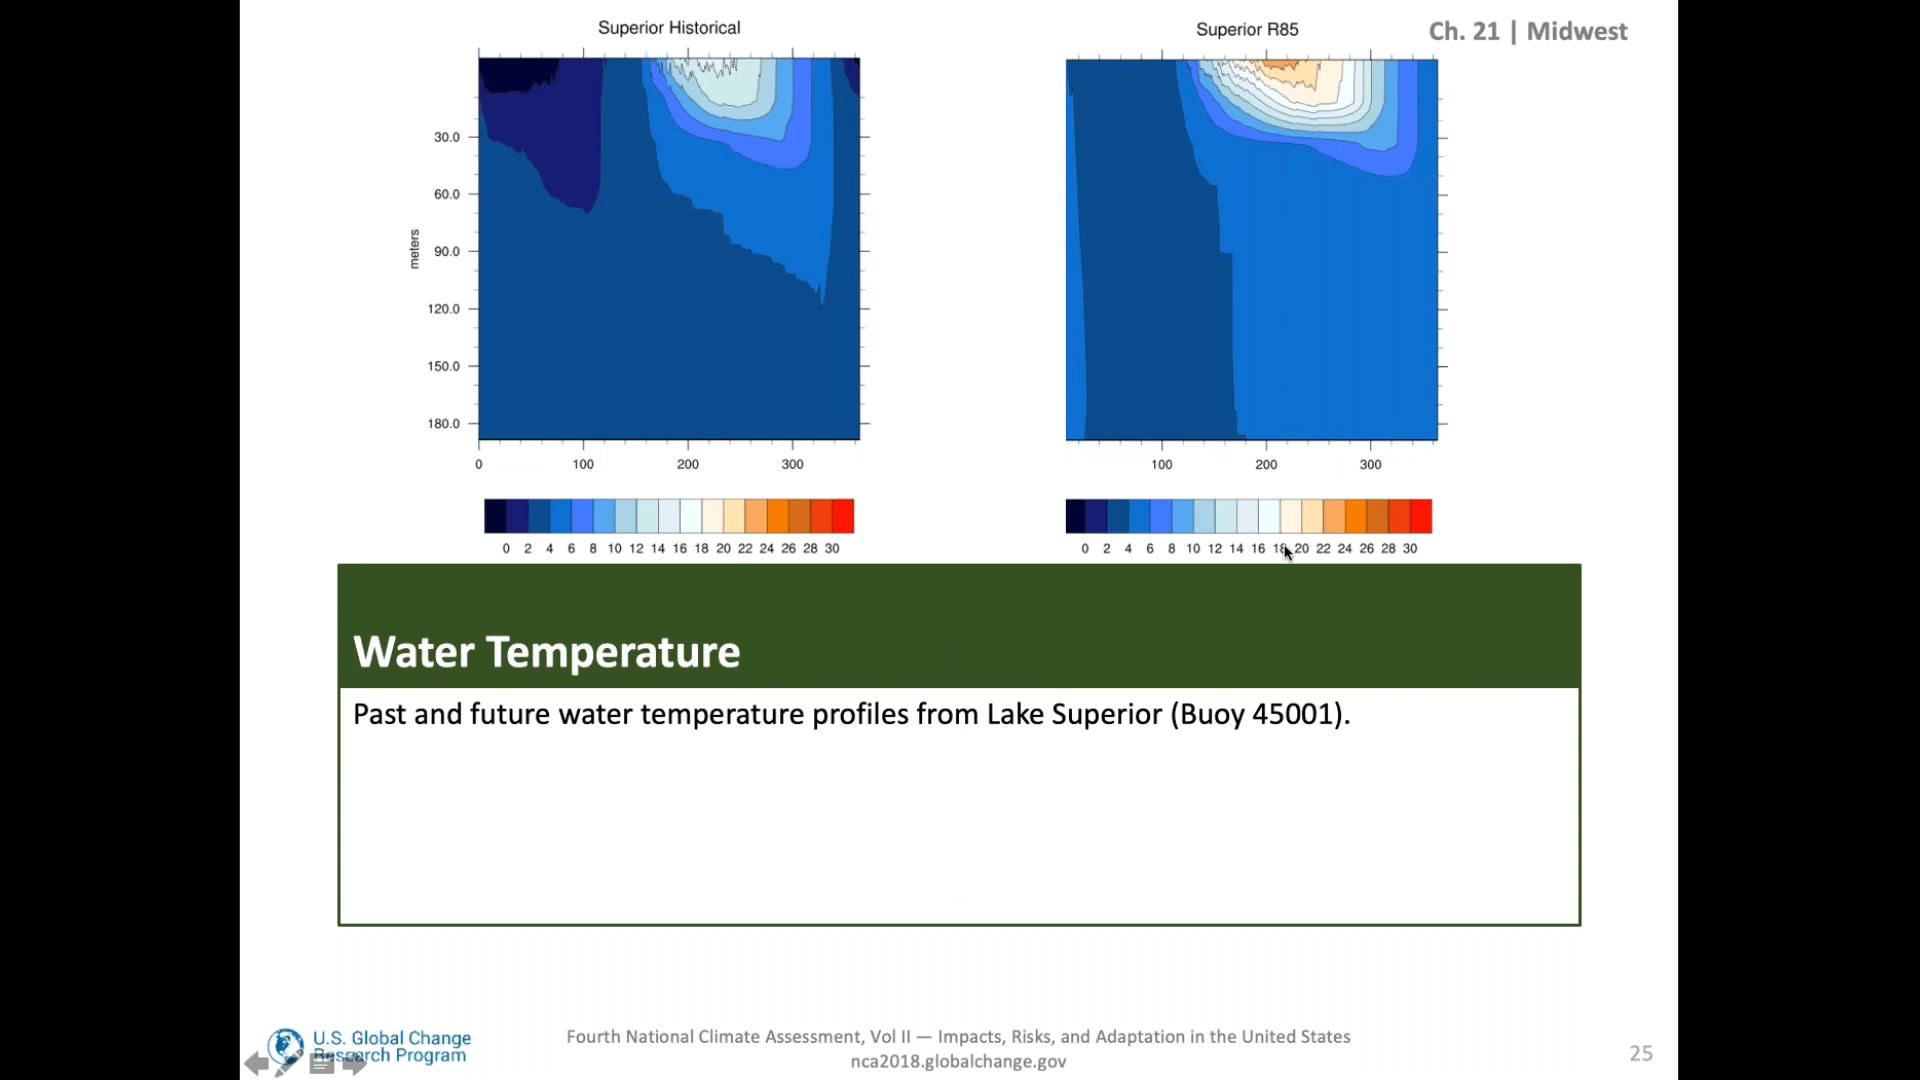 Superior Historical
Superior R85
Ch. 21 | Midwest
meters
30.0
60.0
90.0
120.0
150.0
180.0
0 100 200 300
100 200 300
0 2 4 6 8 10 12 14 16 18 20 22 24 26 28 30
0 2 4 6 8 10 12 14 16 18 20 22 24 26 28 30
Water Temperature
Past and future water temperature profiles from Lake Superior (Buoy 45001).
U.S. Global Change
Research Program
Fourth National Climate Assessment, Vol II — Impacts, Risks, and Adaptation in the United States
nca2018.globalchange.gov
25